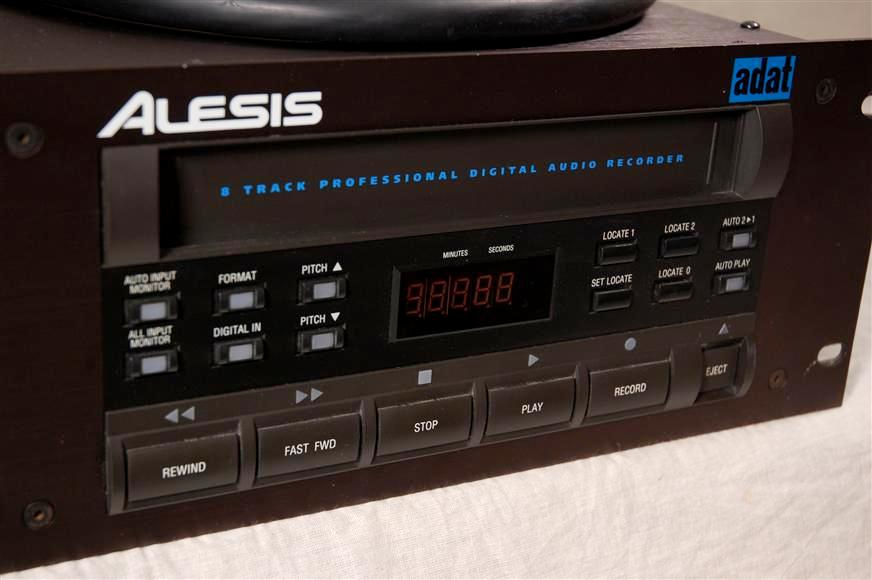 ALESIS
adat
8 TRACK PROFESSIONAL DIGITAL AUDIO RECORDER
MINUTES SECONDS
AUTO INPUT
MONITOR
FORMAT
PITCH ▲
LOCATE 1
LOCATE 2
AUTO 2▶1
ALL INPUT
MONITOR
DIGITAL IN
PITCH ▼
SET LOCATE
LOCATE 0
AUTO PLAY
REWIND
FAST FWD
STOP
PLAY
RECORD
EJECT